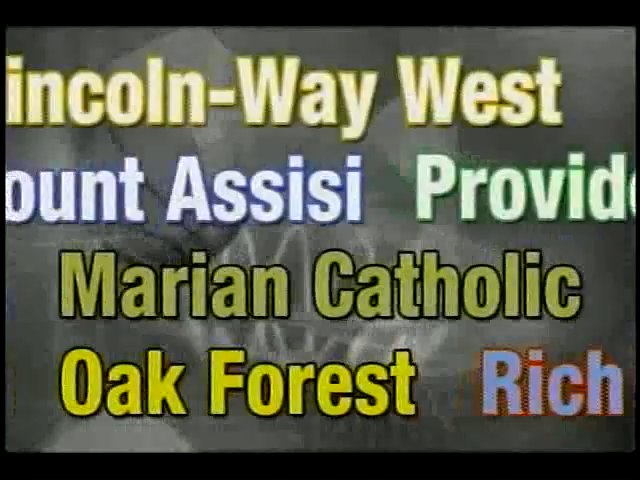 incoln-Way West
ount Assisi Provide
Marian Catholic
Oak Forest Rich